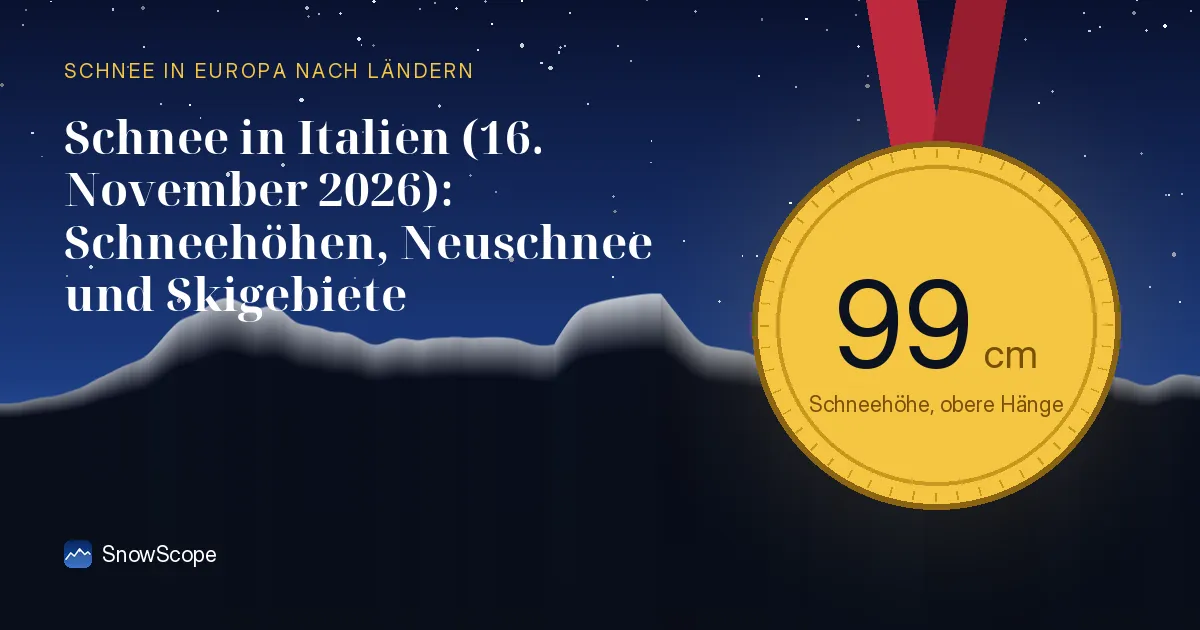 SCHNEE IN EUROPA NACH LÄNDERN
Schnee in Italien (16.
November 2026):
Schneehöhen, Neuschnee
und Skigebiete
99 cm
Schneehöhe, obere Hänge
SnowScope